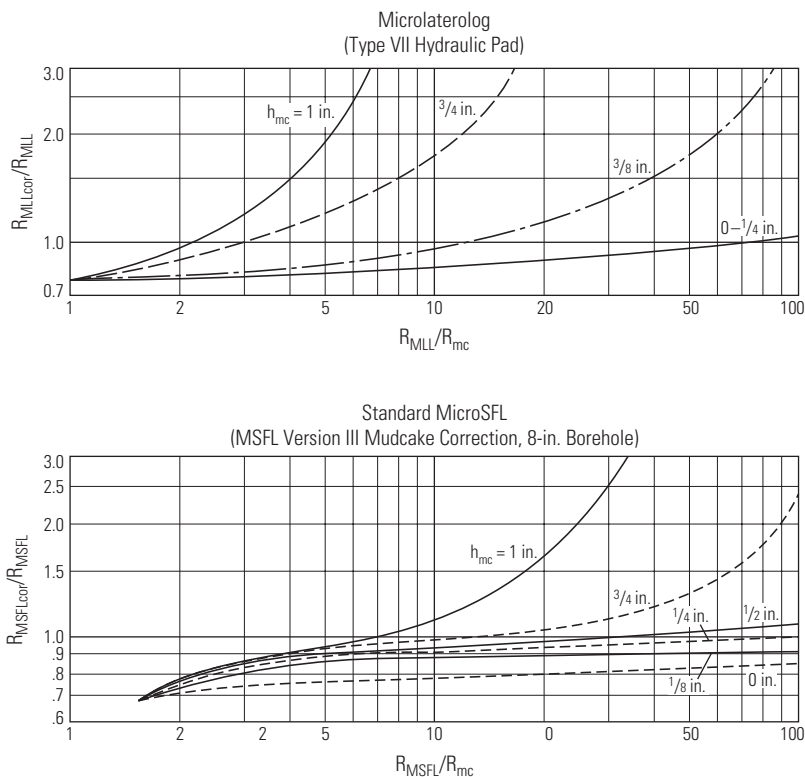 Microlaterolog
(Type VII Hydraulic Pad)
3.0
2.0
1.0
0.7
R_MLLcor/R_MLL
h_mc = 1 in.
3/4 in.
3/8 in.
0–1/4 in.
1 2 5 10 20 50 100
R_MLL/R_mc
Standard MicroSFL
(MSFL Version III Mudcake Correction, 8-in. Borehole)
3.0
2.5
2.0
1.5
1.0
.9
.8
.7
.6
R_MSFLcor/R_MSFL
h_mc = 1 in.
3/4 in.
1/4 in.
1/2 in.
1/8 in.
0 in.
1 2 2 5 10 0 50 100
R_MSFL/R_mc